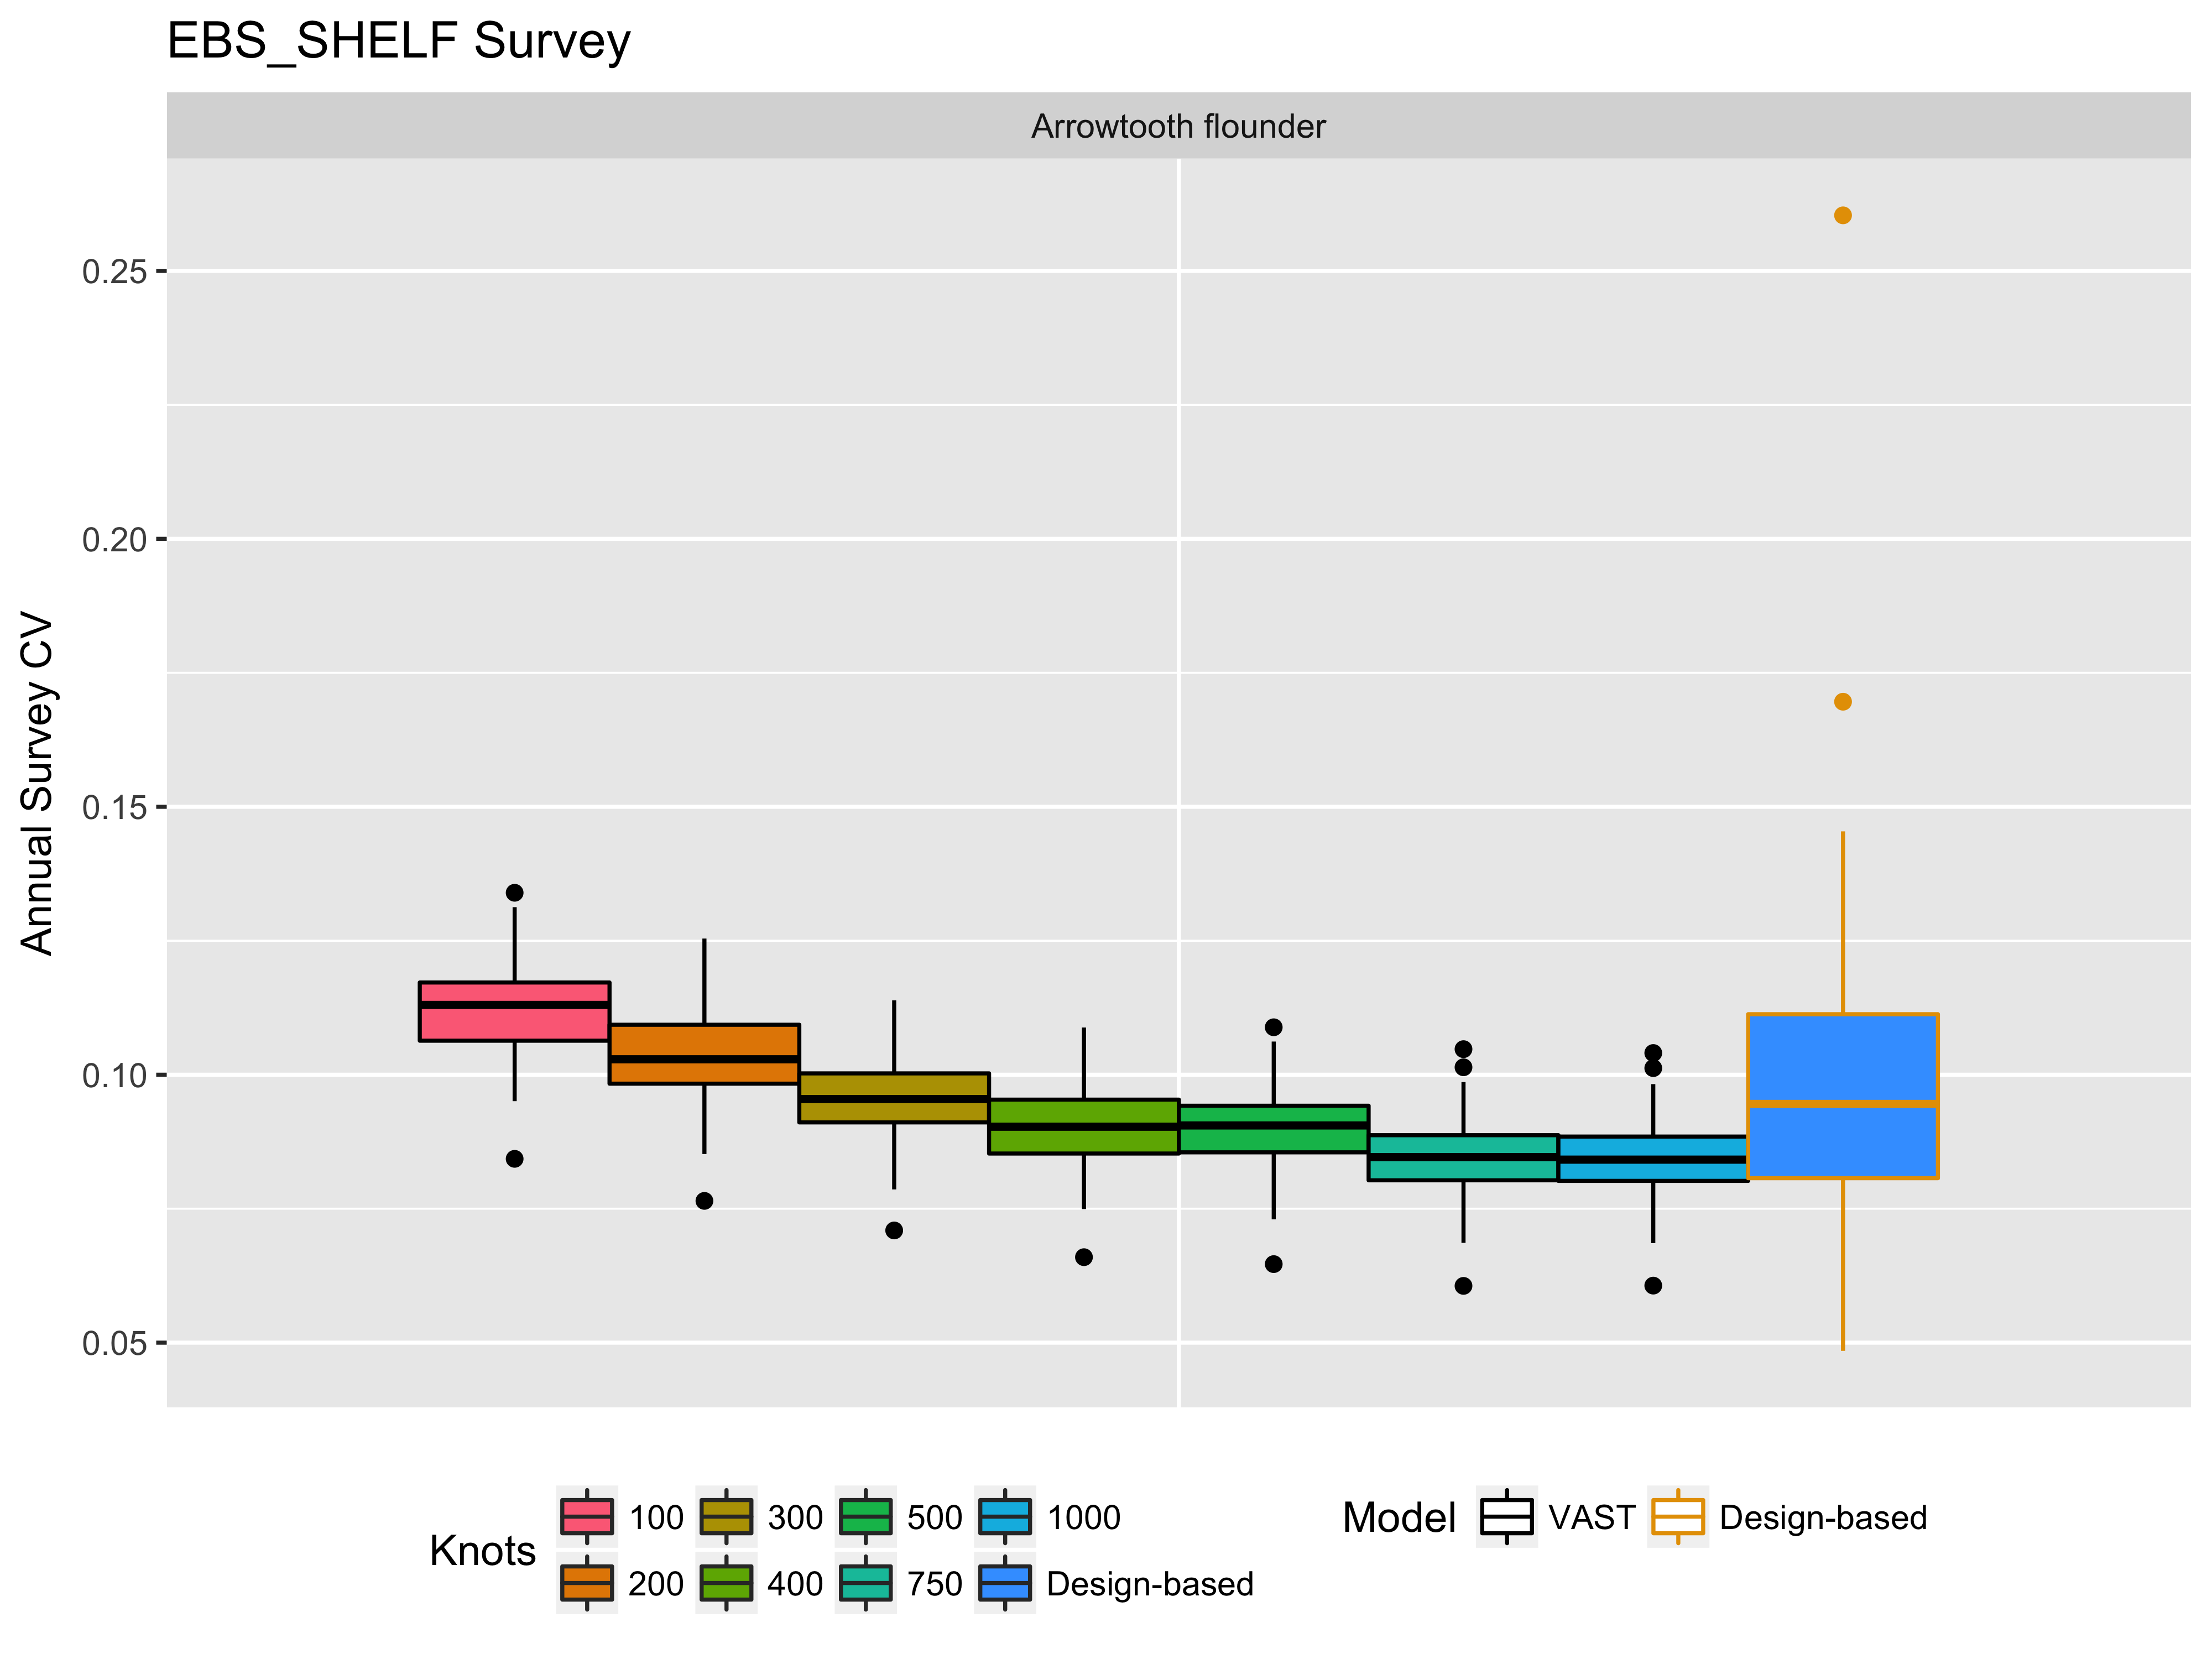 EBS_SHELF Survey
Arrowtooth flounder
Annual Survey CV
0.25
0.20
0.15
0.10
0.05
Knots
100 300 500 1000
200 400 750 Design-based
Model VAST Design-based